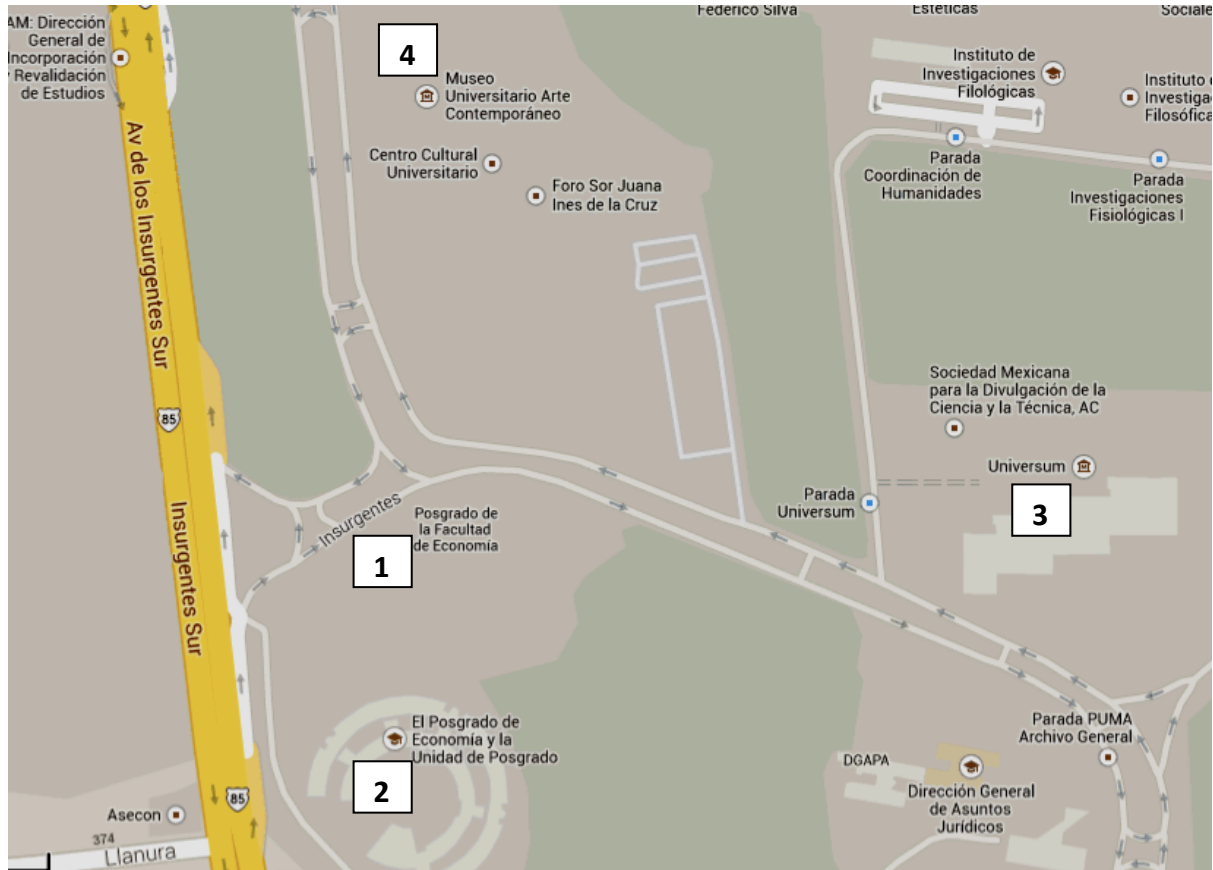 AM: Dirección
General de
Incorporación
y Revalidación
de Estudios
4
Museo
Universitario Arte
Contemporáneo
Centro Cultural
Universitario
Foro Sor Juana
Ines de la Cruz
Federico Silva
Estéticas
Sociale
Instituto de
Investigaciones
Filológicas
Instituto
Investiga
Filosófica
Parada
Coordinación de
Humanidades
Parada
Investigaciones
Fisiológicas I
Av de los Insurgentes Sur
85
Sociedad Mexicana
para la Divulgación de la
Ciencia y la Técnica, AC
Universum
3
Parada
Universum
Insurgentes
Posgrado de
la Facultad
de Economía
1
Insurgentes Sur
El Posgrado de
Economía y la
Unidad de Posgrado
2
85
Asecon
374
Llanura
Parada PUMA
Archivo General
DGAPA
Dirección General
de Asuntos
Jurídicos